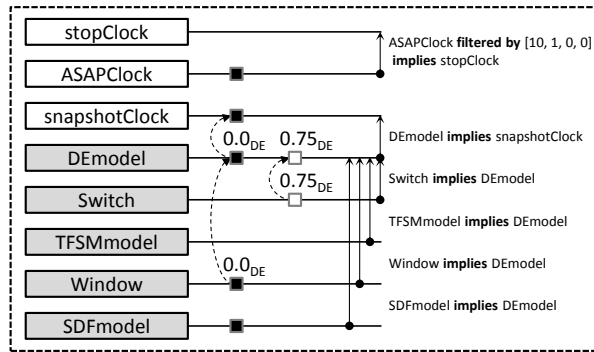 stopClock
ASAPClock filtered by [10, 1, 0, 0]
implies stopClock
ASAPClock
snapshotClock
DEmodel implies snapshotClock
0.0DE 0.75DE
DEmodel
Switch implies DEmodel
0.75DE
Switch
TFSMmodel implies DEmodel
TFSMmodel
Window implies DEmodel
0.0DE
Window
SDFmodel implies DEmodel
SDFmodel